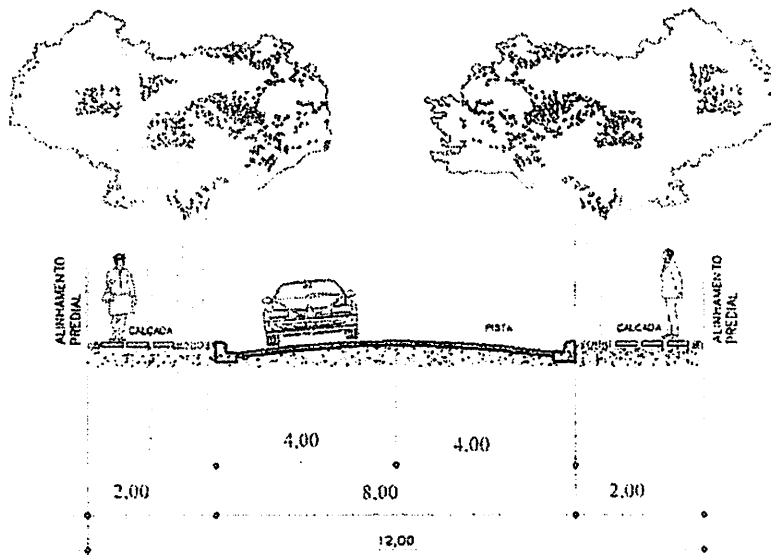 ALINHAMENTO
PREDIAL
CALÇADA
PISTA
CALÇADA
ALINHAMENTO
PREDIAL
4,00
4,00
2,00
8,00
2,00
12,00